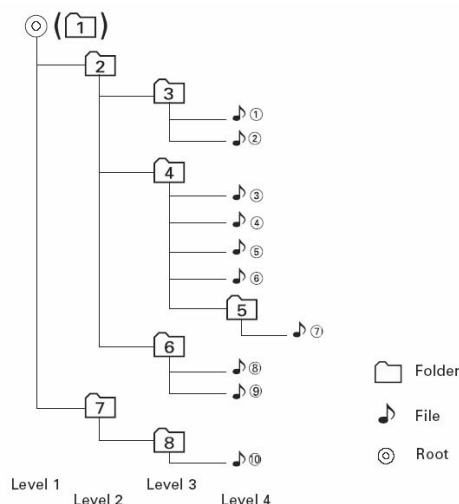 (1)
2
3
①
②
4
③
④
⑤
⑥
5
⑦
6
⑧
⑨
7
8
⑩
Folder
File
Root
Level 1
Level 2
Level 3
Level 4